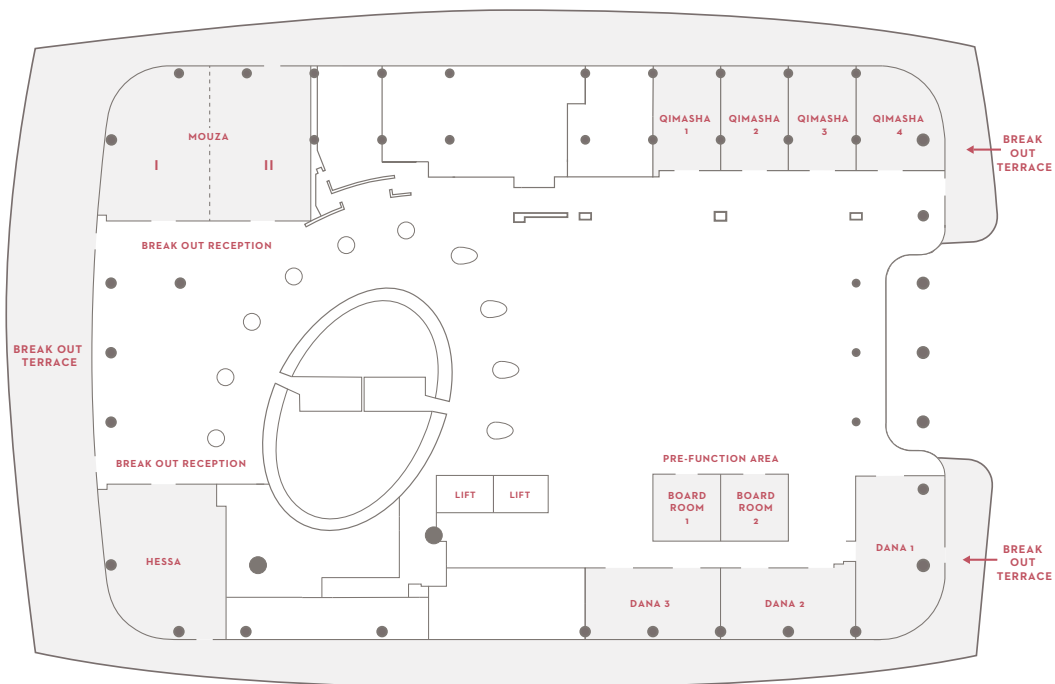 QIMASHA
1
QIMASHA
2
QIMASHA
3
QIMASHA
4
MOUZA
I
II
BREAK
OUT
TERRACE
BREAK OUT RECEPTION
BREAK OUT
TERRACE
BREAK OUT RECEPTION
PRE-FUNCTION AREA
LIFT
LIFT
BOARD
ROOM
1
BOARD
ROOM
2
HESSA
DANA 1
BREAK
OUT
TERRACE
DANA 3
DANA 2